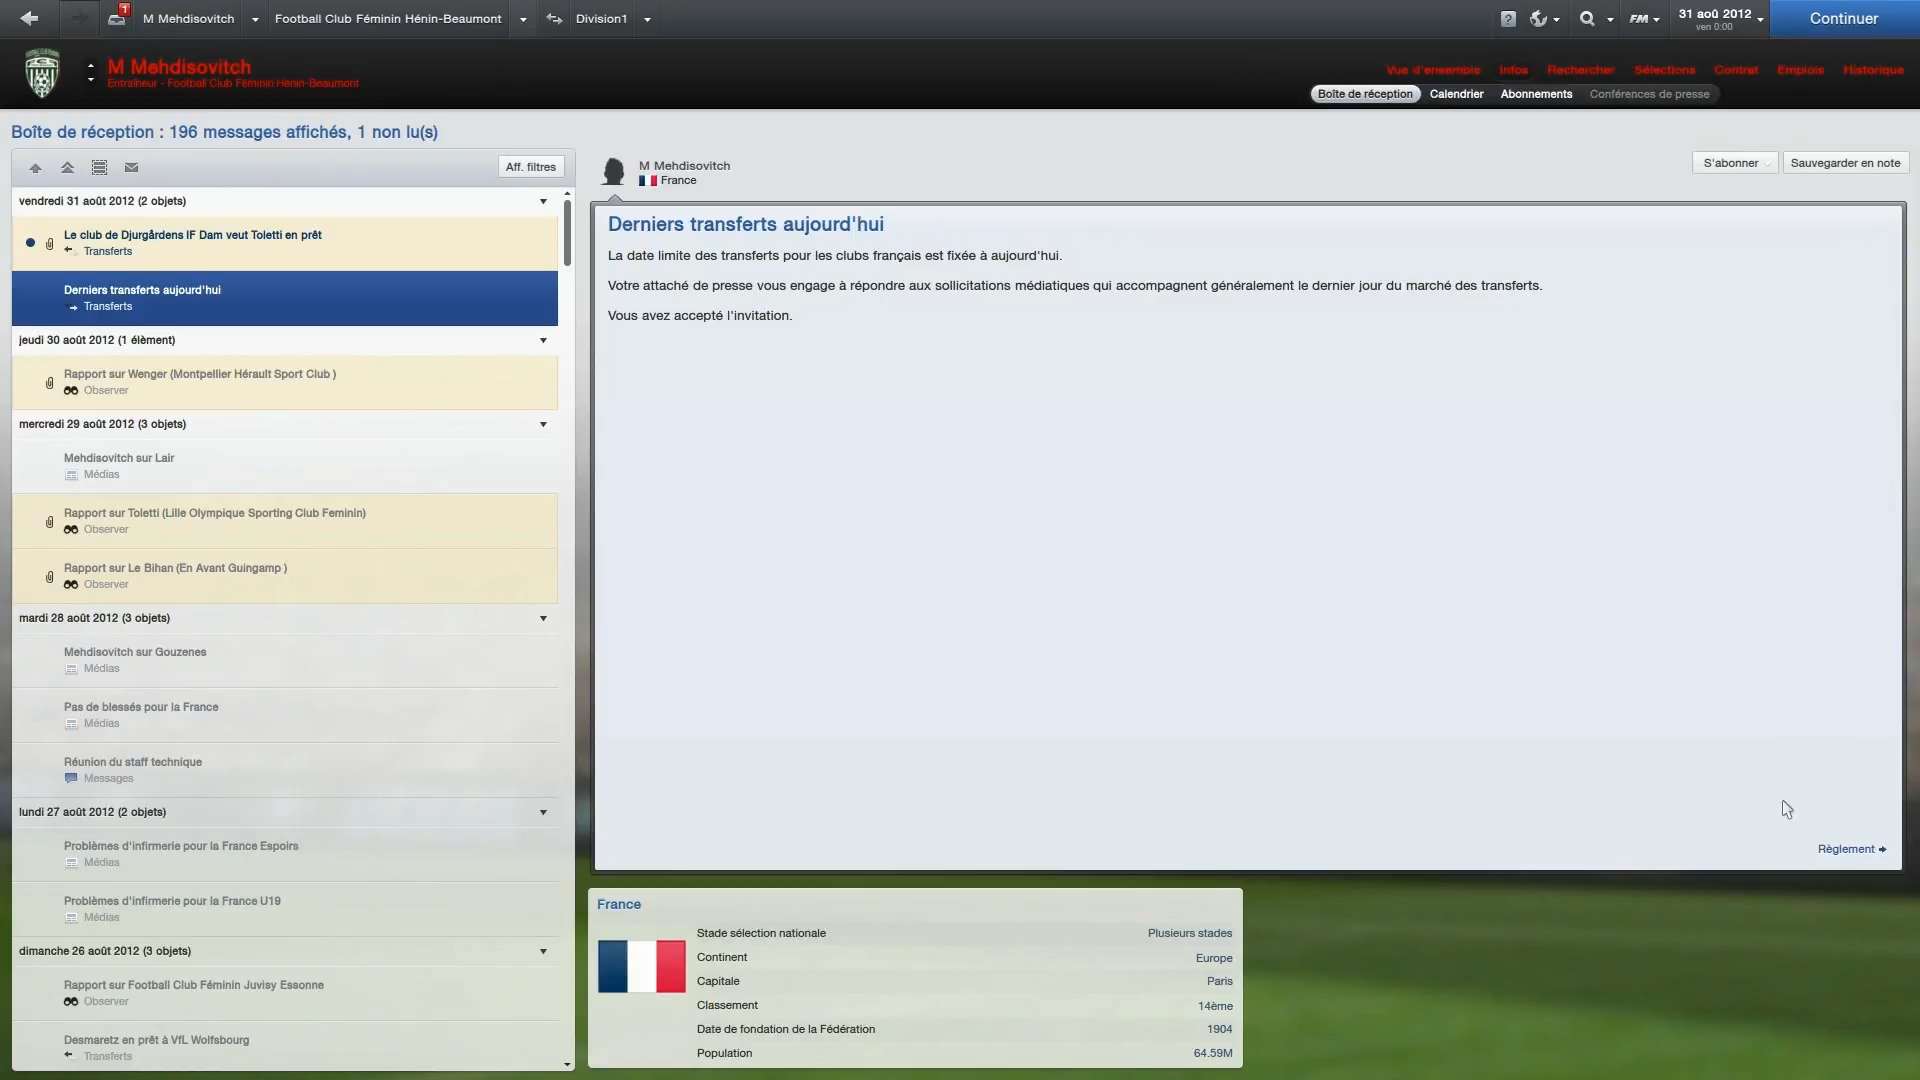 1
M Mehdisovitch
Football Club Féminin Hénin-Beaumont
Division1
?
FM
31 aoû 2012
ven 0:00
Continuer
M Mehdisovitch
Entraîneur - Football Club Féminin Hénin-Beaumont
Vue d'ensemble
Infos
Rechercher
Sélections
Contrat
Emplois
Historique
Boîte de réception
Calendrier
Abonnements
Conférences de presse
Boîte de réception : 196 messages affichés, 1 non lu(s)
Aff. filtres
vendredi 31 août 2012 (2 objets)
Le club de Djurgårdens IF Dam veut Toletti en prêt
Transferts
Derniers transferts aujourd'hui
Transferts
jeudi 30 août 2012 (1 élèment)
Rapport sur Wenger (Montpellier Hérault Sport Club )
Observer
mercredi 29 août 2012 (3 objets)
Mehdisovitch sur Lair
Médias
Rapport sur Toletti (Lille Olympique Sporting Club Feminin)
Observer
Rapport sur Le Bihan (En Avant Guingamp )
Observer
mardi 28 août 2012 (3 objets)
Mehdisovitch sur Gouzenes
Médias
Pas de blessés pour la France
Médias
Réunion du staff technique
Messages
lundi 27 août 2012 (2 objets)
Problèmes d'infirmerie pour la France Espoirs
Médias
Problèmes d'infirmerie pour la France U19
Médias
dimanche 26 août 2012 (3 objets)
Rapport sur Football Club Féminin Juvisy Essonne
Observer
Desmaretz en prêt à VfL Wolfsbourg
Transferts
M Mehdisovitch
France
S'abonner
Sauvegarder en note
Derniers transferts aujourd'hui
La date limite des transferts pour les clubs français est fixée à aujourd'hui.
Votre attaché de presse vous engage à répondre aux sollicitations médiatiques qui accompagnent généralement le dernier jour du marché des transferts.
Vous avez accepté l'invitation.
Règlement
France
Stade sélection nationale Plusieurs stades
Continent Europe
Capitale Paris
Classement 14ème
Date de fondation de la Fédération 1904
Population 64.59M